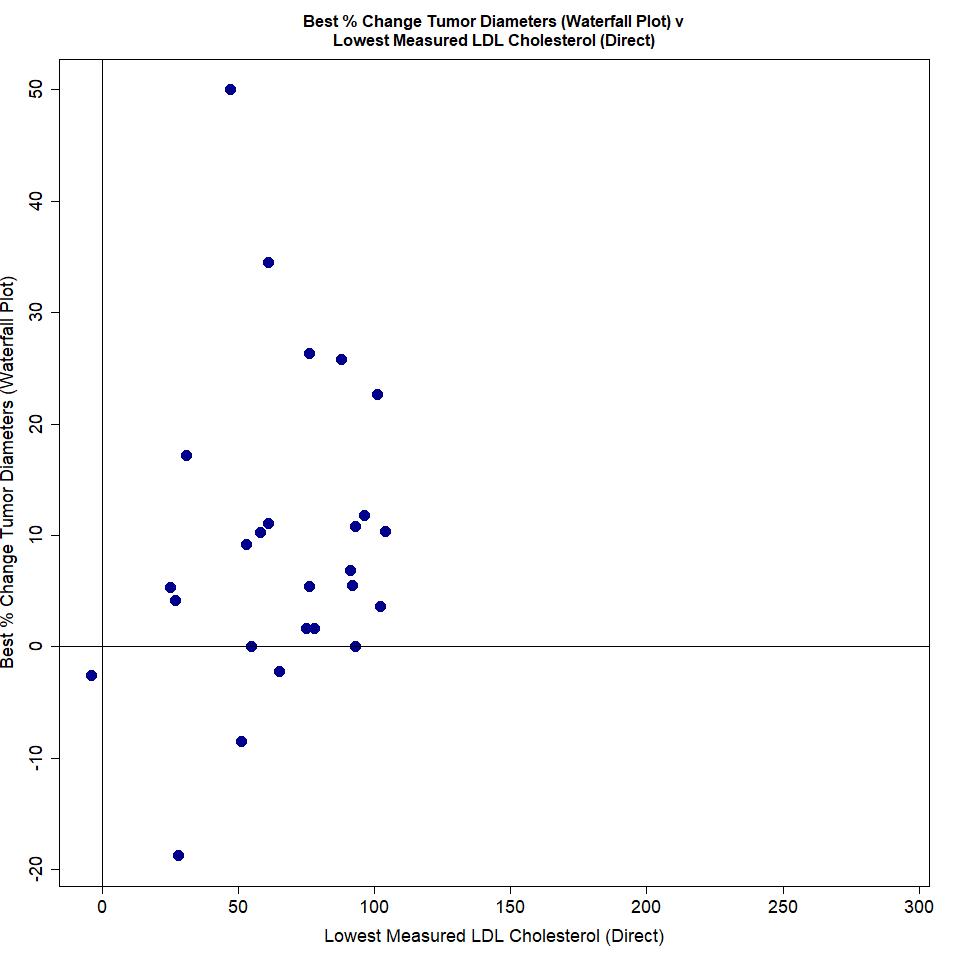 Best % Change Tumor Diameters (Waterfall Plot) v
Lowest Measured LDL Cholesterol (Direct)
Best % Change Tumor Diameters (Waterfall Plot)
50
40
30
20
10
0
-10
-20
0 50 100 150 200 250 300
Lowest Measured LDL Cholesterol (Direct)